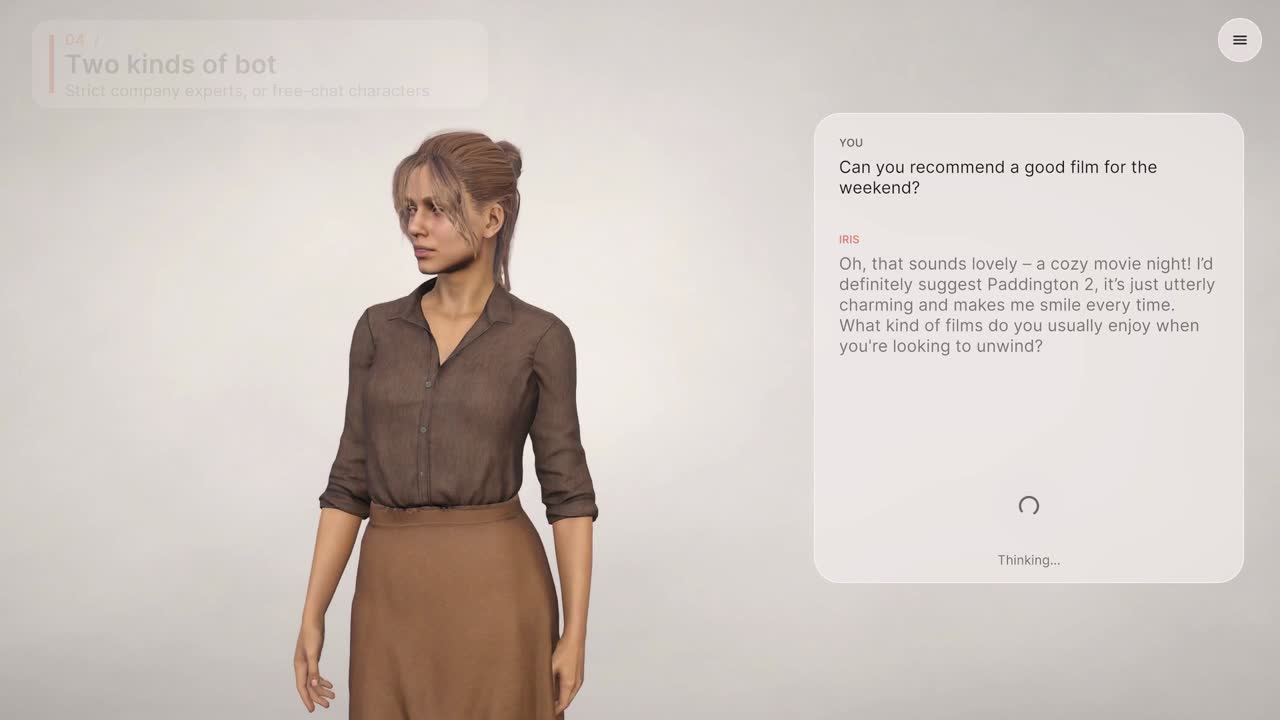 04 /
Two kinds of bot
Strict company experts, or free-chat characters
YOU
Can you recommend a good film for the
weekend?
IRIS
Oh, that sounds lovely – a cozy movie night! I’d
definitely suggest Paddington 2, it’s just utterly
charming and makes me smile every time.
What kind of films do you usually enjoy when
you're looking to unwind?
Thinking...